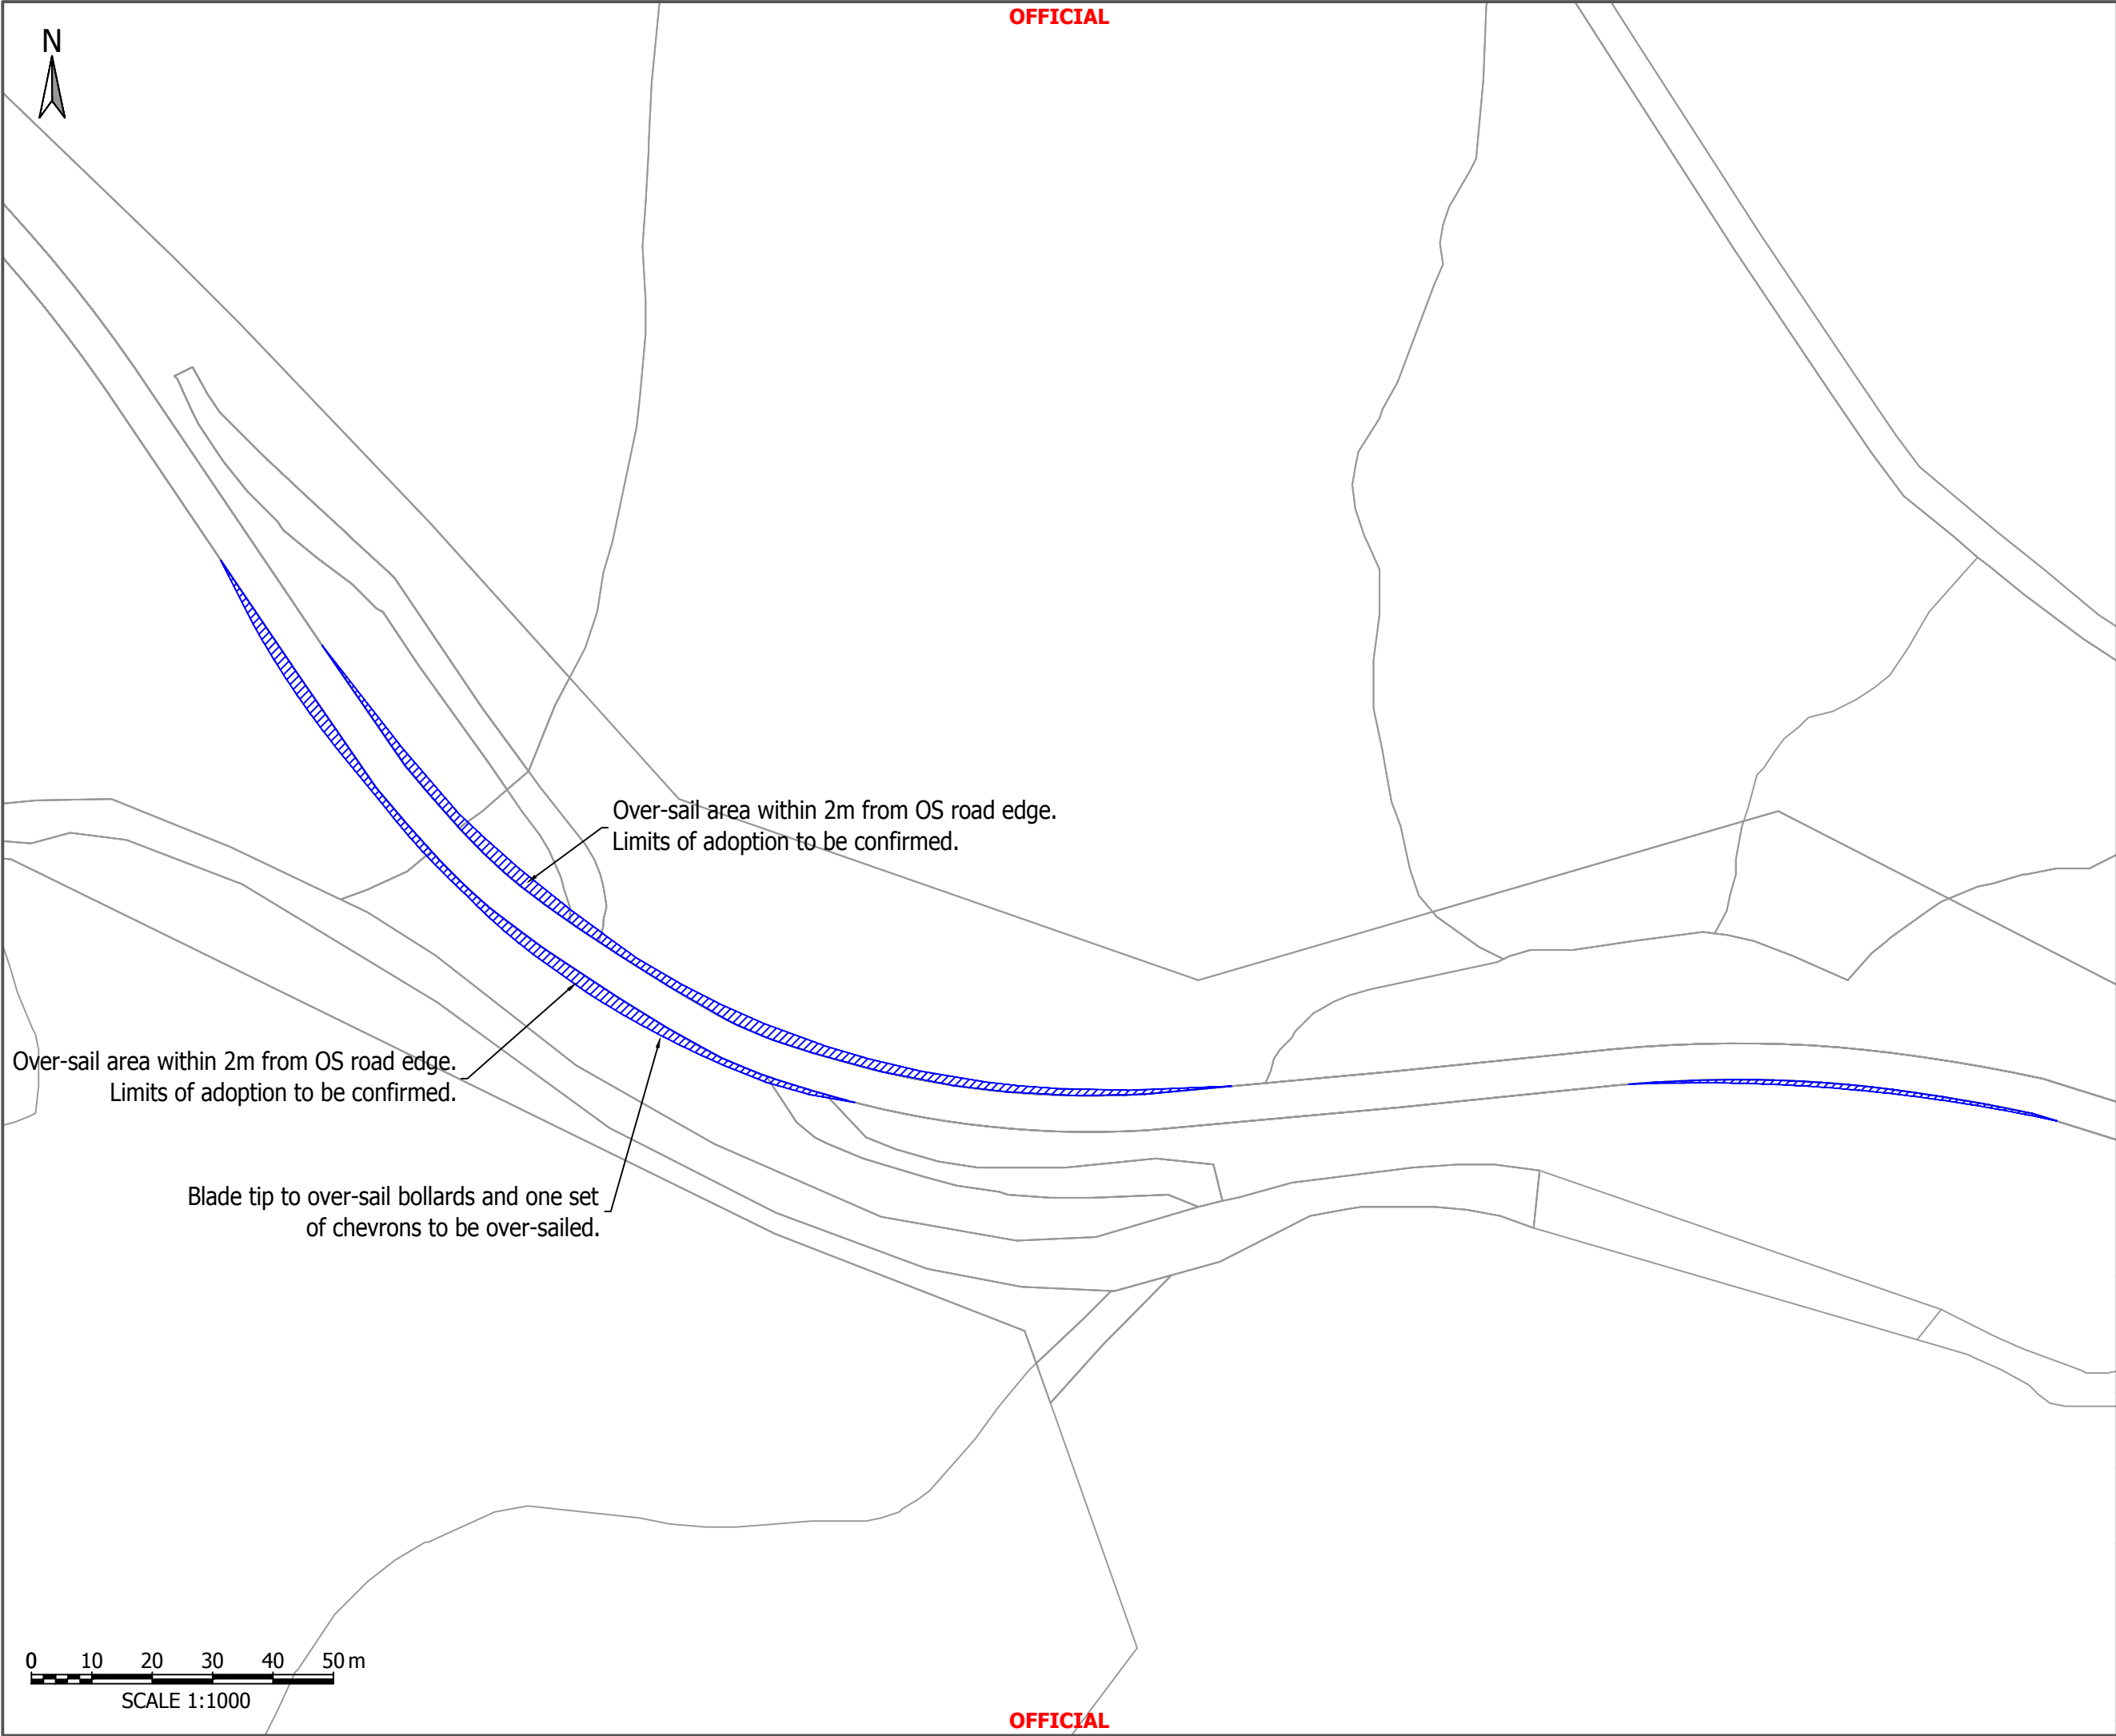 OFFICIAL
N
Over-sail area within 2m from OS road edge.
Limits of adoption to be confirmed.
Over-sail area within 2m from OS road edge.
Limits of adoption to be confirmed.
Blade tip to over-sail bollards and one set
of chevrons to be over-sailed.
0 10 20 30 40 50 m
SCALE 1:1000
OFFICIAL